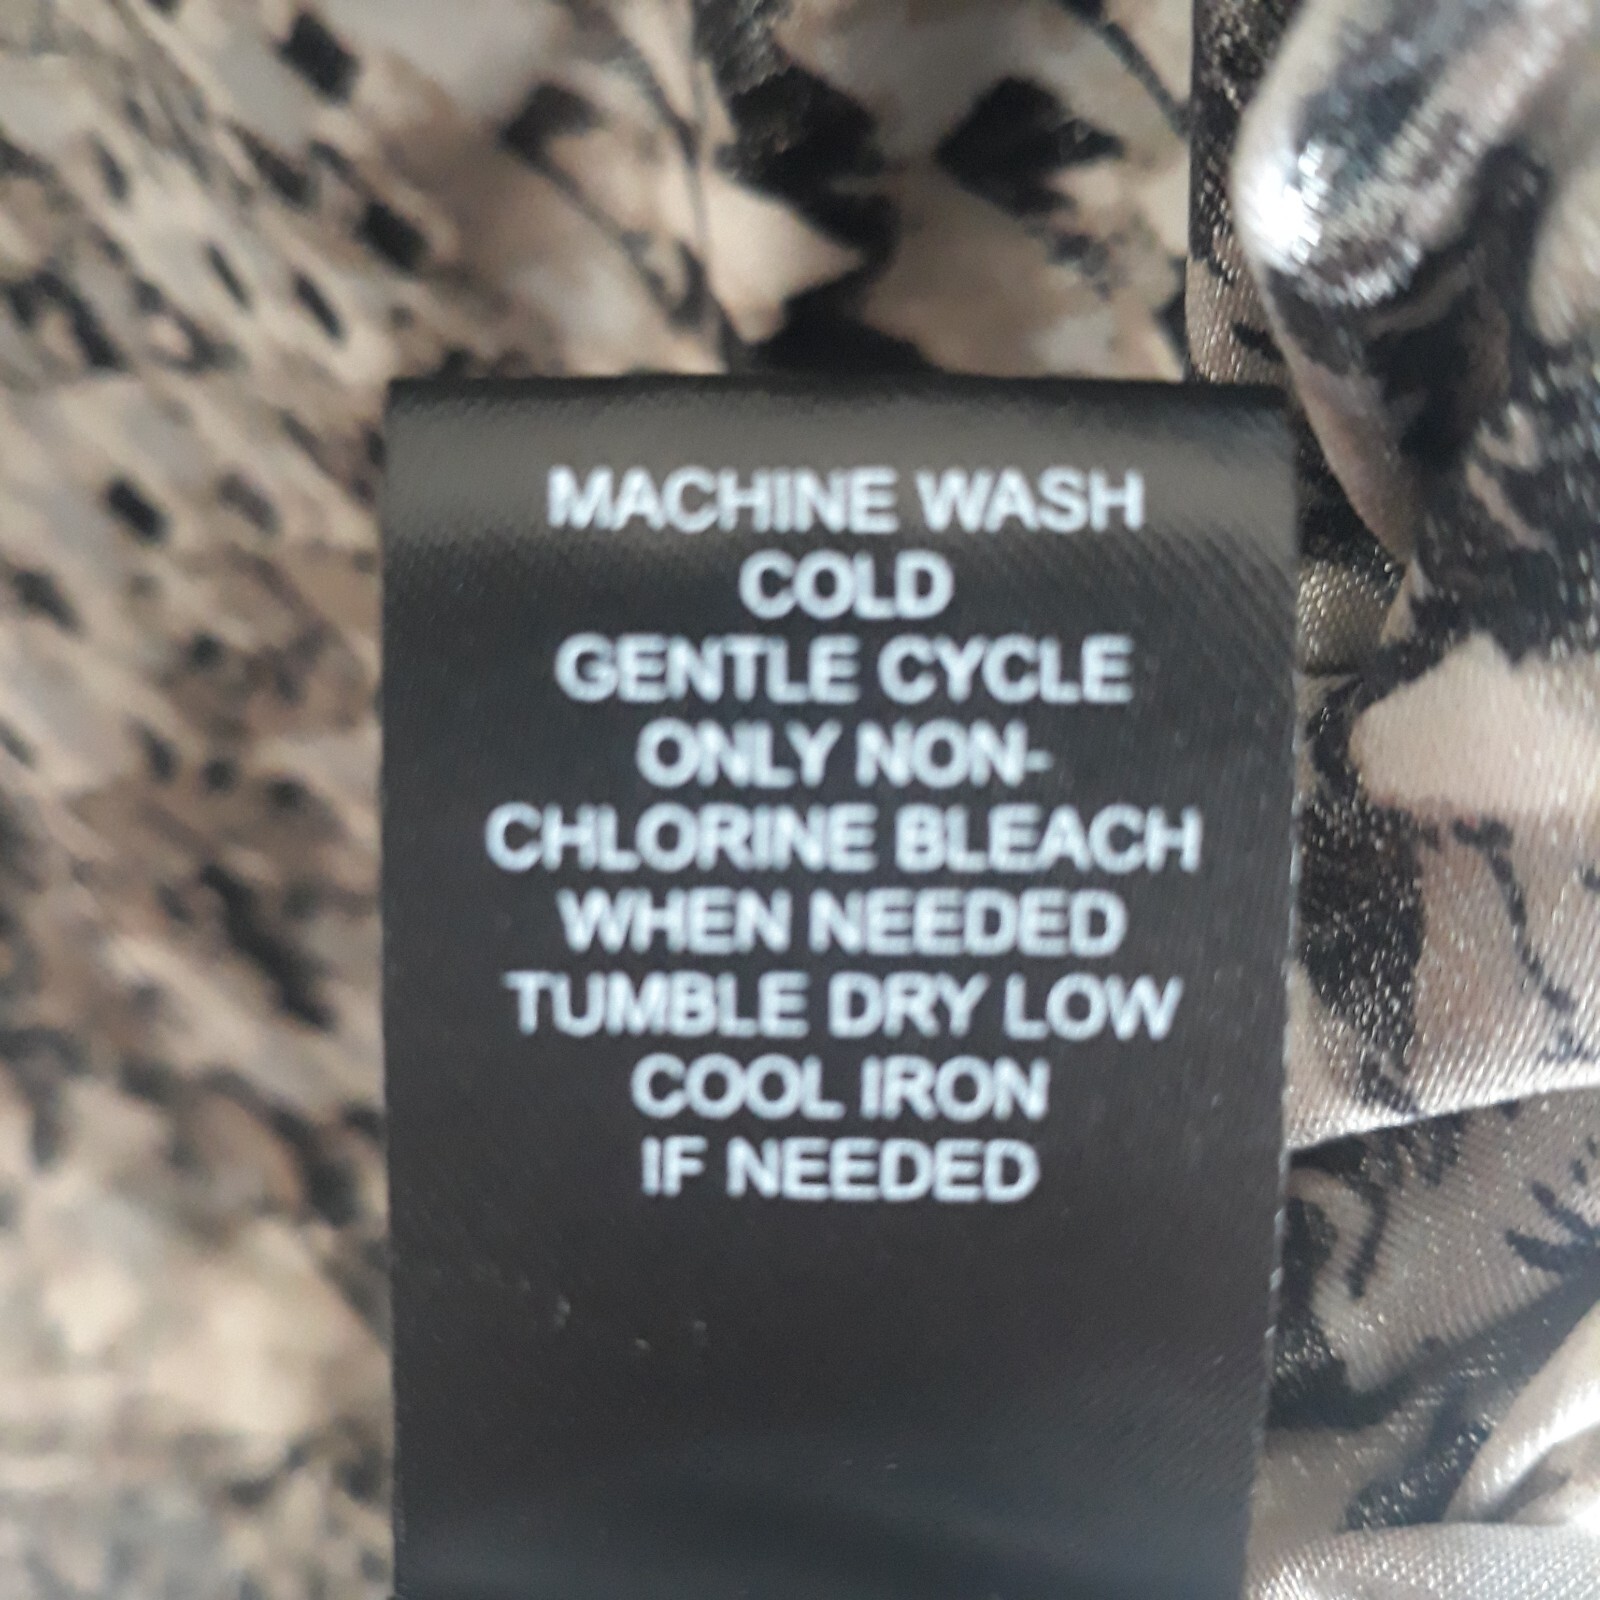 MACHINE WASH
COLD
GENTLE CYCLE
ONLY NON-
CHLORINE BLEACH
WHEN NEEDED
TUMBLE DRY LOW
COOL IRON
IF NEEDED